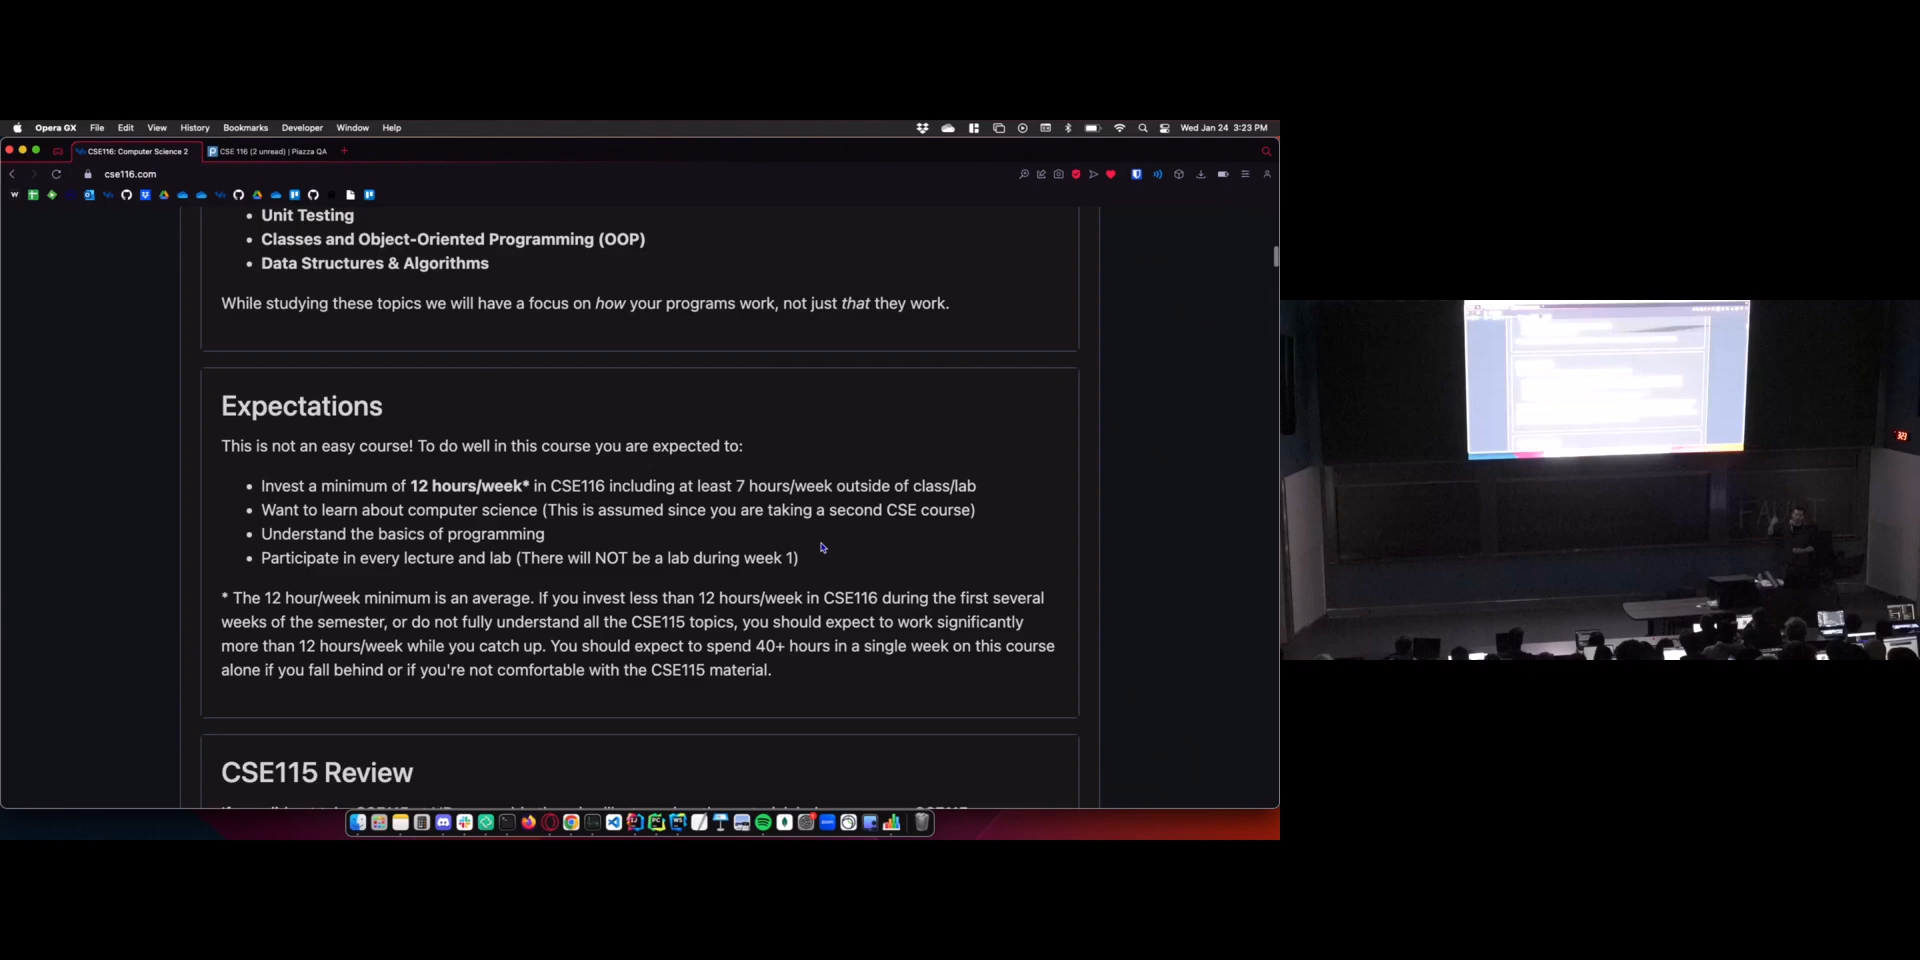 Opera GX File Edit View History Bookmarks Developer Window Help Wed Jan 24 3:23 PM
CSE116: Computer Science 2 CSE 116 (2 unread) | Piazza QA
cse116.com
• Unit Testing
• Classes and Object-Oriented Programming (OOP)
• Data Structures & Algorithms
While studying these topics we will have a focus on how your programs work, not just that they work.
Expectations
This is not an easy course! To do well in this course you are expected to:
• Invest a minimum of 12 hours/week* in CSE116 including at least 7 hours/week outside of class/lab
• Want to learn about computer science (This is assumed since you are taking a second CSE course)
• Understand the basics of programming
• Participate in every lecture and lab (There will NOT be a lab during week 1)
* The 12 hour/week minimum is an average. If you invest less than 12 hours/week in CSE116 during the first several
weeks of the semester, or do not fully understand all the CSE115 topics, you should expect to work significantly
more than 12 hours/week while you catch up. You should expect to spend 40+ hours in a single week on this course
alone if you fall behind or if you're not comfortable with the CSE115 material.
CSE115 Review
323